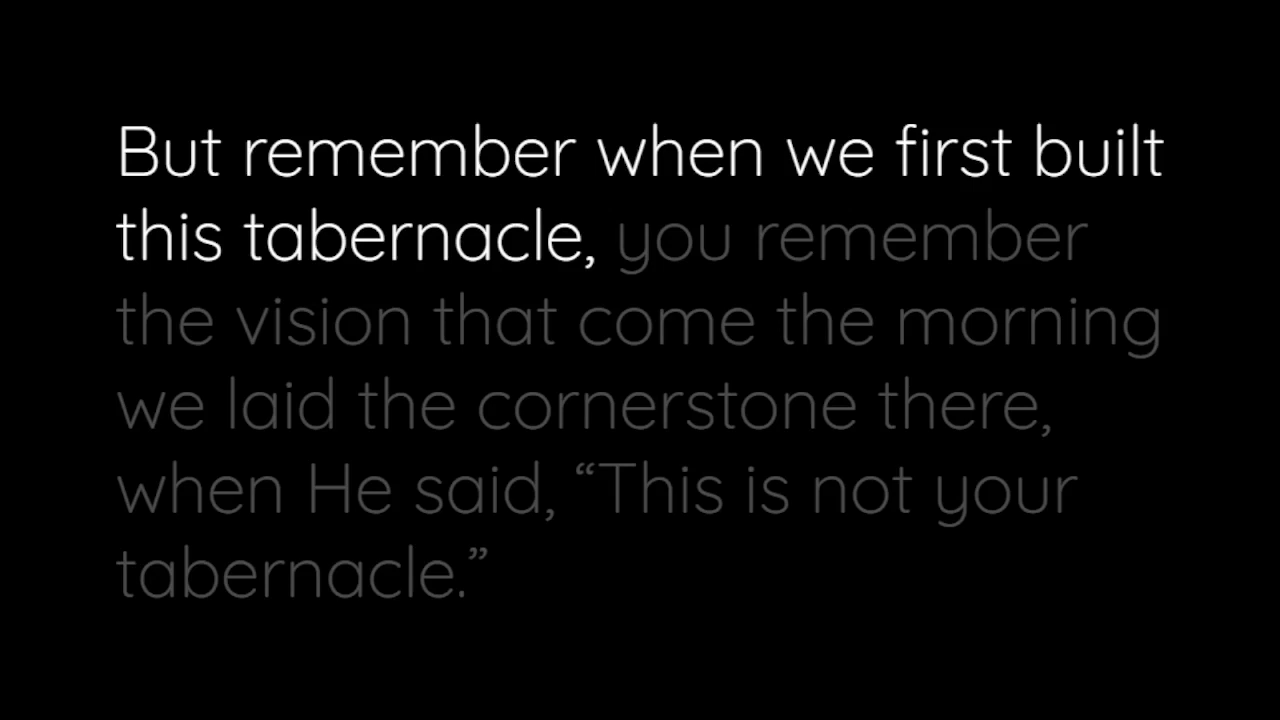 But remember when we first built
this tabernacle, you remember
the vision that come the morning
we laid the cornerstone there,
when He said, “This is not your
tabernacle.”